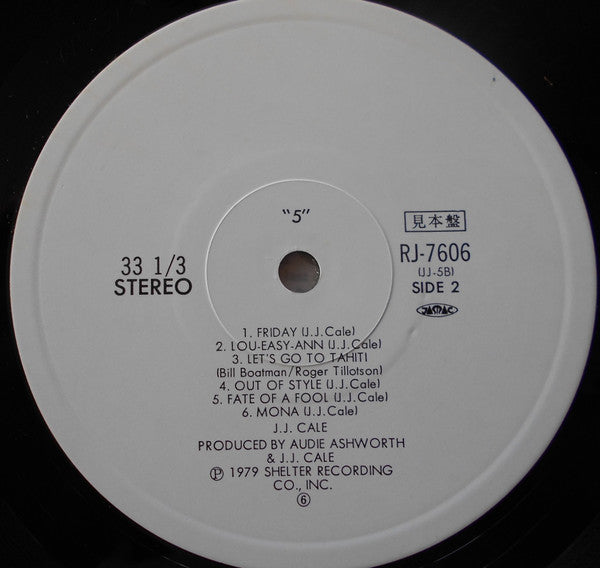 "5"
見本盤
33 1/3
STEREO
RJ-7606
(JJ-5B)
SIDE 2
JASRAC
1. FRIDAY (J.J.Cale)
2. LOU-EASY-ANN (J.J.Cale)
3. LET'S GO TO TAHITI
(Bill Boatman/Roger Tillotson)
4. OUT OF STYLE (J.J.Cale)
5. FATE OF A FOOL (J.J.Cale)
6. MONA (J.J.Cale)
J.J. CALE
PRODUCED BY AUDIE ASHWORTH
& J.J. CALE
Ⓟ 1979 SHELTER RECORDING
CO., INC.
⑥